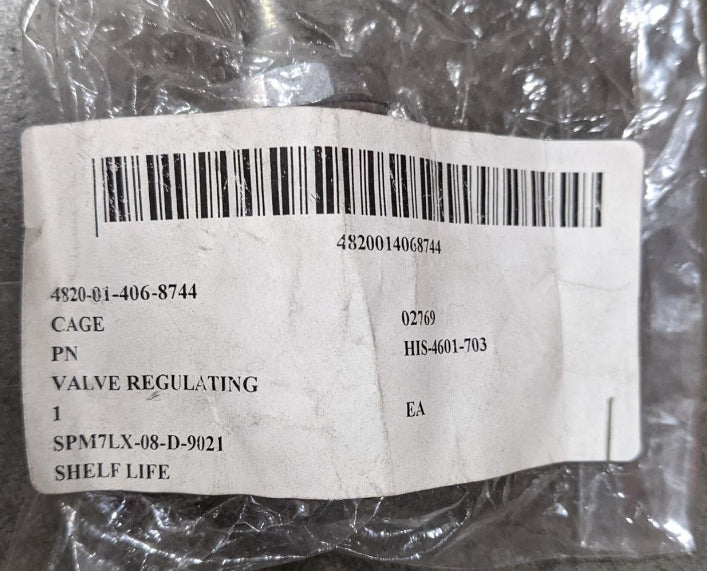 4820014068744
4820-01-406-8744
CAGE 02769
PN HIS-4601-703
VALVE REGULATING
1 EA
SPM7LX-08-D-9021
SHELF LIFE